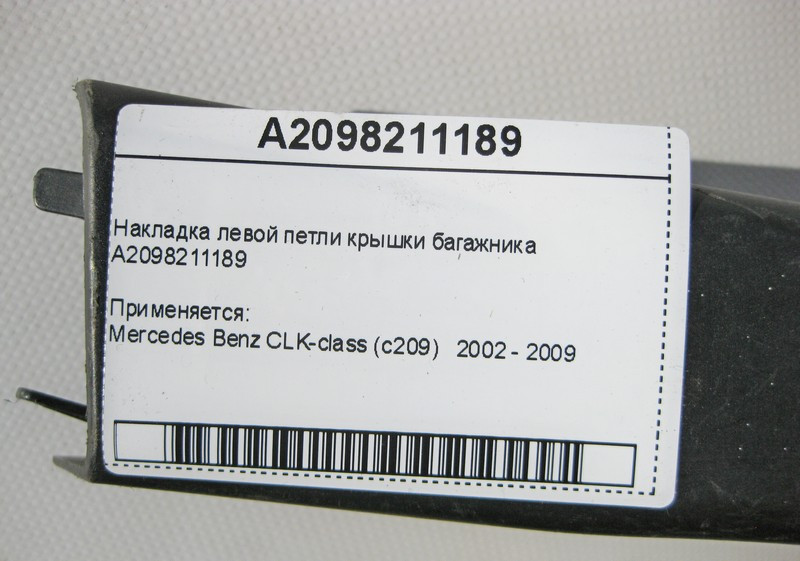 A2098211189
Накладка левой петли крышки багажника
A2098211189
Применяется:
Mercedes Benz CLK-class (c209) 2002 - 2009